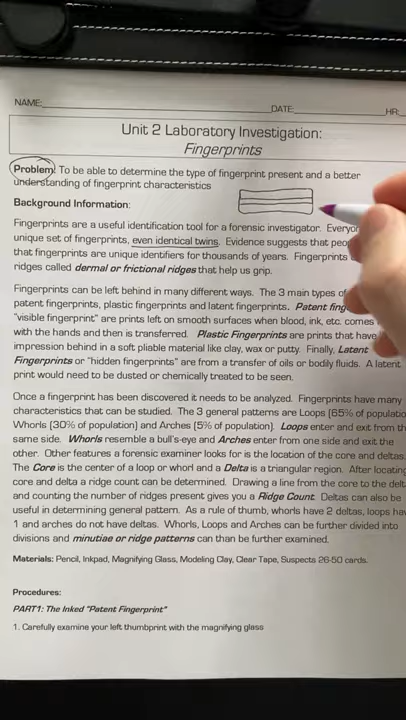 NAME: DATE: HR:
Unit 2 Laboratory Investigation:
Fingerprints
Problem: To be able to determine the type of fingerprint present and a better
understanding of fingerprint characteristics
Background Information:
Fingerprints are a useful identification tool for a forensic investigator.
unique set of fingerprints, even identical twins. Evidence suggests that
that fingerprints are unique identifiers for thousands of years. Fingerprints
ridges called dermal or frictional ridges that help us grip.
Fingerprints can be left behind in many different ways. The 3 main types of
patent fingerprints, plastic fingerprints and latent fingerprints. Patent
"visible fingerprint" are prints left on smooth surfaces when blood, ink, etc. comes
with the hands and then is transferred. Plastic Fingerprints are prints that have
impression behind in a soft pliable material like clay, wax or putty. Finally, Latent
Fingerprints or "hidden fingerprints" are from a transfer of oils or bodily fluids. A latent
print would need to be dusted or chemically treated to be seen.
Once a fingerprint has been discovered it needs to be analyzed. Fingerprints have many
characteristics that can be studied. The 3 general patterns are Loops (65% of
Whorls (30% of population) and Arches (5% of population). Loops enter and exit from
same side. Whorls resemble a bull's-eye and Arches enter from one side and exit the
other. Other features a forensic examiner looks for is the location of the core and deltas.
The Core is the center of a loop or whorl and a Delta is a triangular region. After locating
core and delta a ridge count can be determined. Drawing a line from the core to the
and counting the number of ridges present gives you a Ridge Count. Deltas can also be
useful in determining general pattern. As a rule of thumb, whorls have 2 deltas, loops
1 and arches do not have deltas. Whorls, Loops and Arches can be further divided into
divisions and minutiae or ridge patterns can than be further examined.
Materials: Pencil, Inkpad, Magnifying Glass, Modeling Clay, Clear Tape, Suspects 26-50 cards.
Procedures:
PART1: The Inked "Patent Fingerprint"
1. Carefully examine your left thumbprint with the magnifying glass